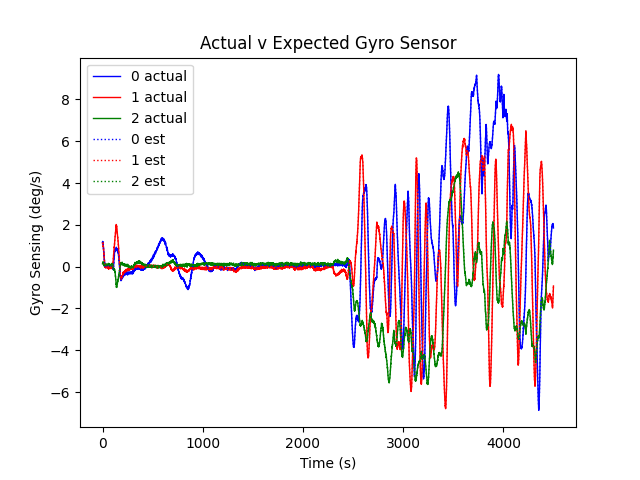 Actual v Expected Gyro Sensor
0 actual
1 actual
2 actual
0 est
1 est
2 est
Gyro Sensing (deg/s)
8
6
4
2
0
−2
−4
−6
0 1000 2000 3000 4000
Time (s)